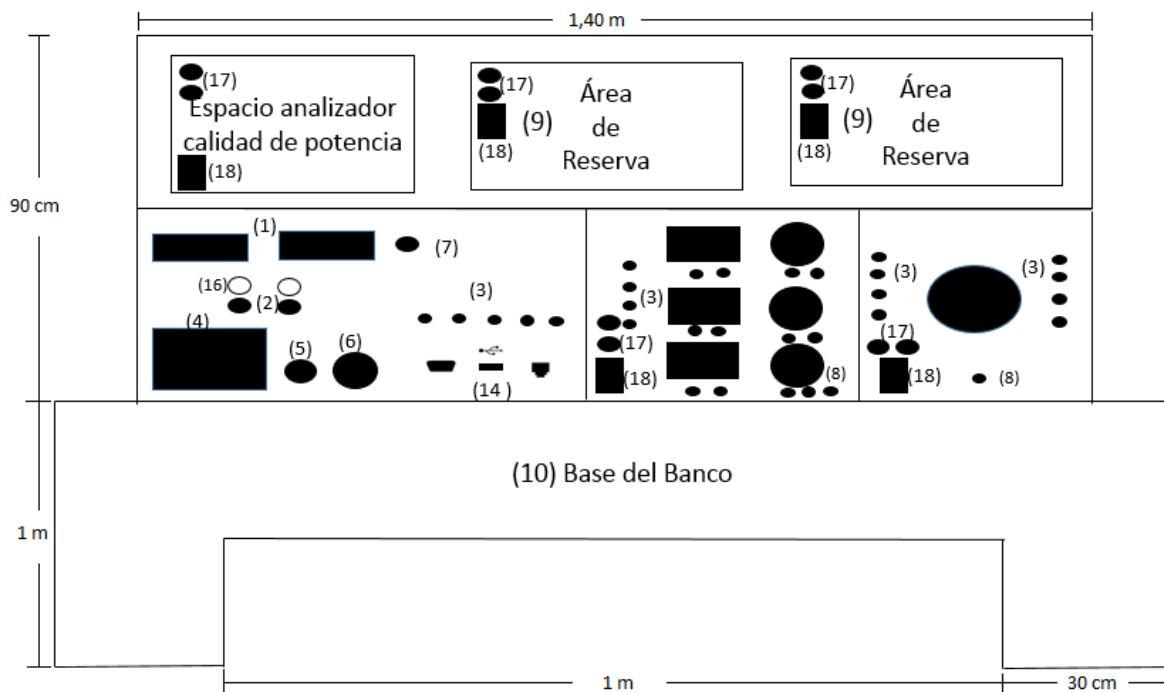 1,40 m
(17)
Espacio analizador
calidad de potencia
(18)
(17)
Área
(9)
de
(18)
Reserva
(17)
Área
(9)
de
(18)
Reserva
90 cm
(1)
(7)
(16)
(2)
(3)
(4)
(5)
(6)
(14 )
(3)
(17)
(18)
(8)
(3)
(3)
(17)
(18)
(8)
(10) Base del Banco
1 m
1 m
30 cm